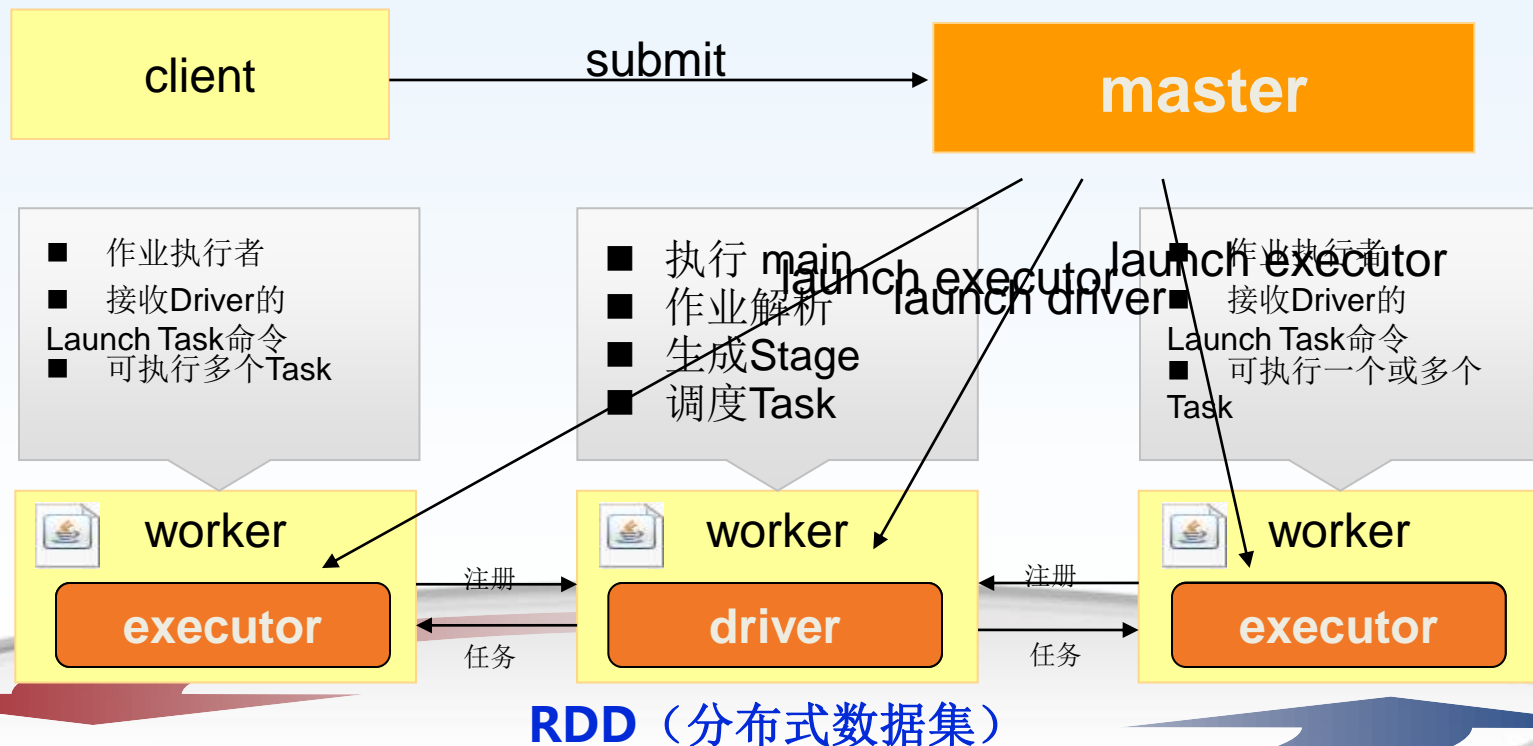 client
submit
master
■ 作业执行者
■ 接收Driver的
Launch Task命令
■ 可执行多个Task
■ 执行 main
■ 作业解析
■ 生成Stage
■ 调度Task
launch executor
launch driver
launch executor
■ 作业执行者
■ 接收Driver的
Launch Task命令
■ 可执行一个或多个
Task
worker
executor
注册
任务
worker
driver
注册
任务
worker
executor
RDD（分布式数据集）